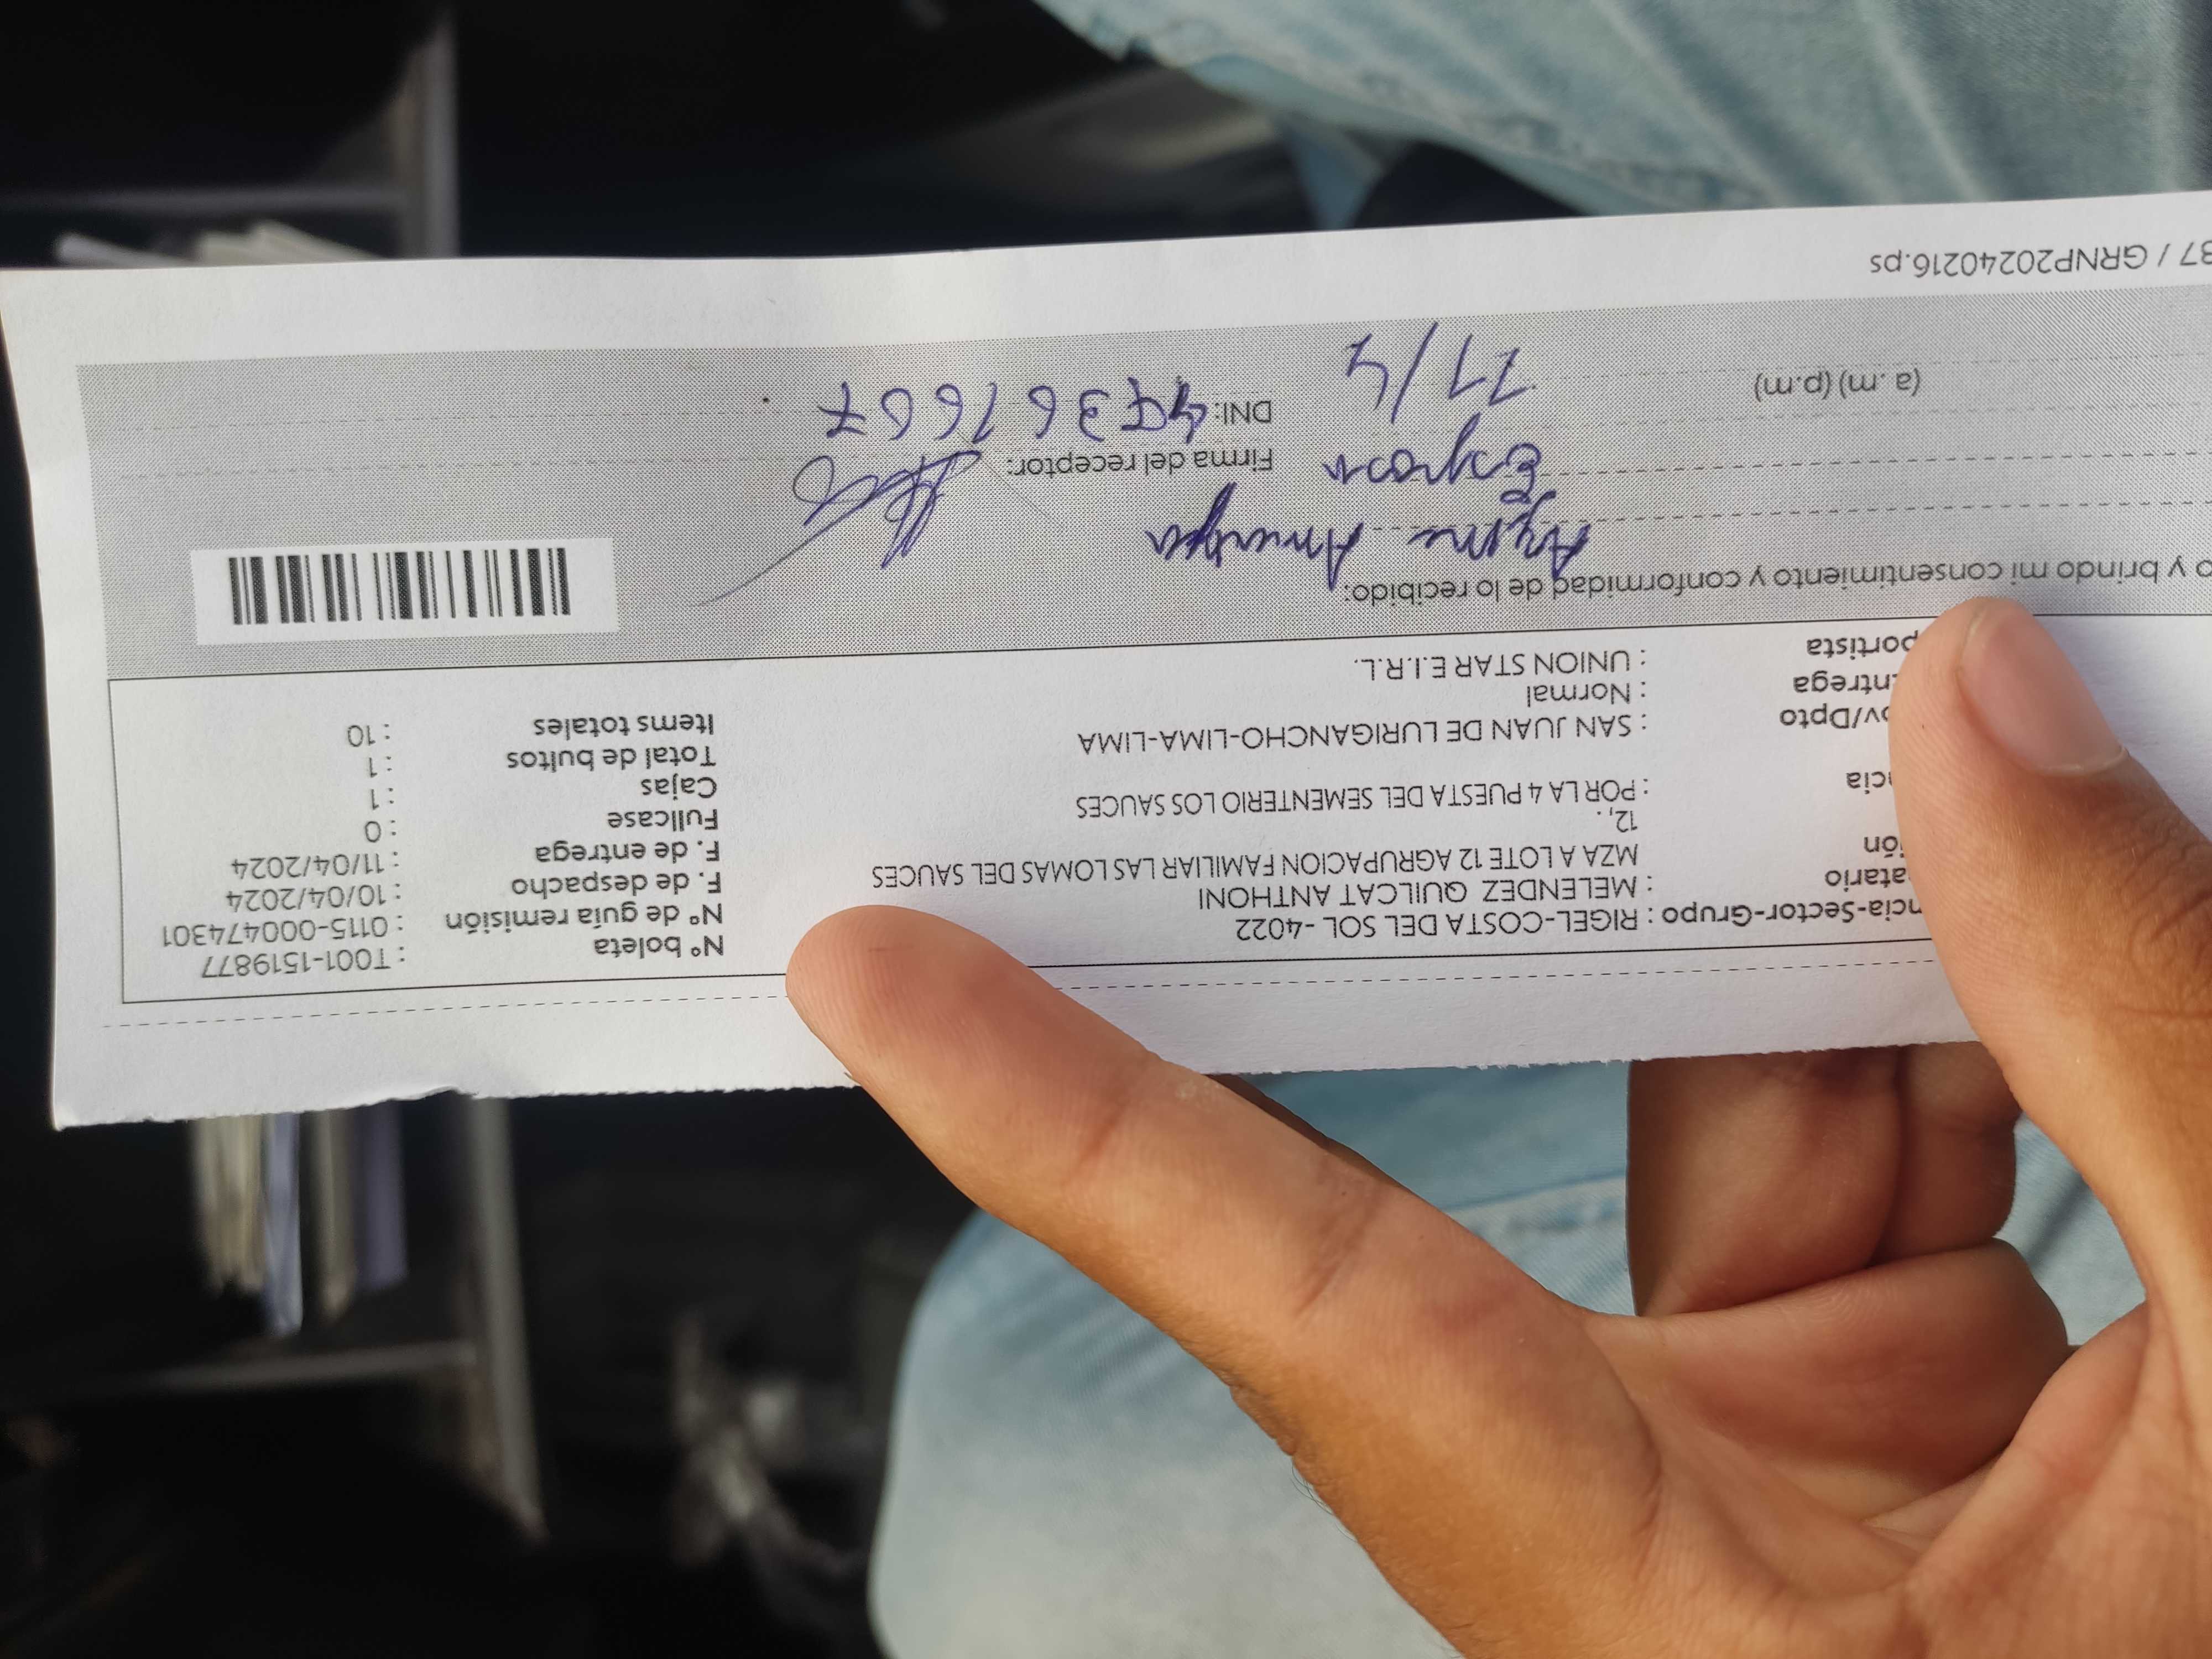 ncia-Sector-Grupo : RIGEL-COSTA DEL SOL -4022
atario : MELENDEZ QUILCAT ANTHONI
ión MZA A LOTE 12 AGRUPACION FAMILIAR LAS LOMAS DEL SAUCES
12, .
ncia : POR LA 4 PUESTA DEL SEMENTERIO LOS SAUCES
ov/Dpto : SAN JUAN DE LURIGANCHO-LIMA-LIMA
ntrega : Normal
portista : UNION STAR E.I.R.L.
N° boleta : T001-1519877
N° de guía remisión : 0115-000474301
F. de despacho : 10/04/2024
F. de entrega : 11/04/2024
Fullcase : 0
Cajas : 1
Total de bultos : 1
Items totales : 10
o y brindo mi consentimiento y conformidad de lo recibido:
Firma del receptor:
(a. m) (p.m) 11/4 DNI: 47361667
37 / GRNP20240216.ps